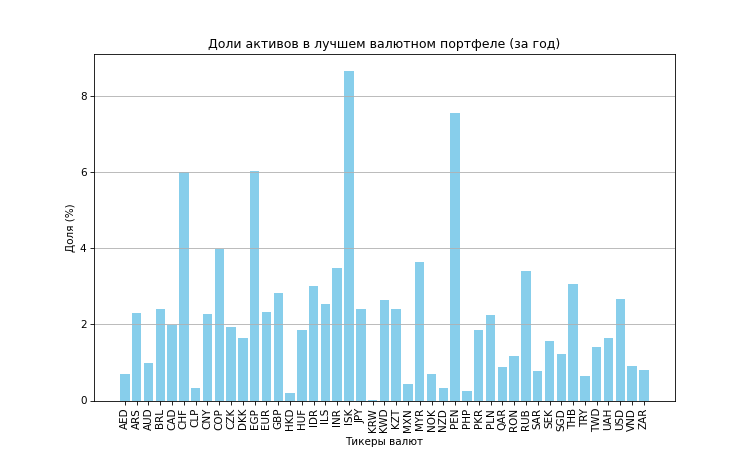 Доли активов в лучшем валютном портфеле (за год)
Доля (%)
8
6
4
2
0
AED ARS AUD BRL CAD CHF CLP CNY COP CZK DKK EGP EUR GBP HKD HUF IDR ILS INR ISK JPY KRW KWD KZT MXN MYR NOK NZD PEN PHP PKR PLN QAR RON RUB SAR SEK SGD THB TRY TWD UAH USD VND ZAR
Тикеры валют